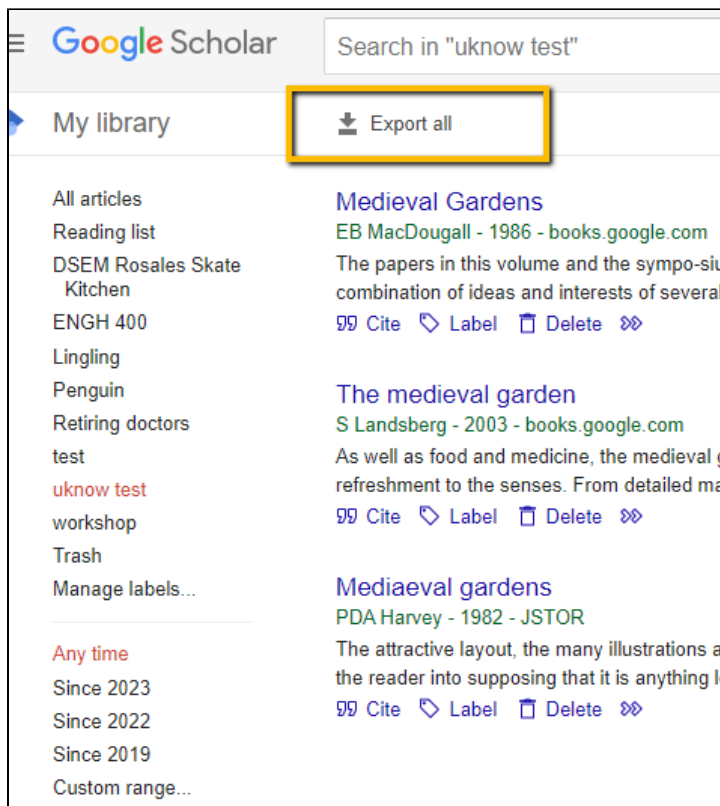 Google Scholar
Search in "uknow test"
My library
Export all
All articles
Reading list
DSEM Rosales Skate
Kitchen
ENGH 400
Lingling
Penguin
Retiring doctors
test
uknow test
workshop
Trash
Manage labels...
Any time
Since 2023
Since 2022
Since 2019
Custom range...
Medieval Gardens
EB MacDougall - 1986 - books.google.com
The papers in this volume and the
combination of ideas and interests of several
Cite Label Delete
The medieval garden
S Landsberg - 2003 - books.google.com
As well as food and medicine, the medieval
refreshment to the senses. From detailed
Cite Label Delete
Mediaeval gardens
PDA Harvey - 1982 - JSTOR
The attractive layout, the many illustrations
the reader into supposing that it is anything
Cite Label Delete